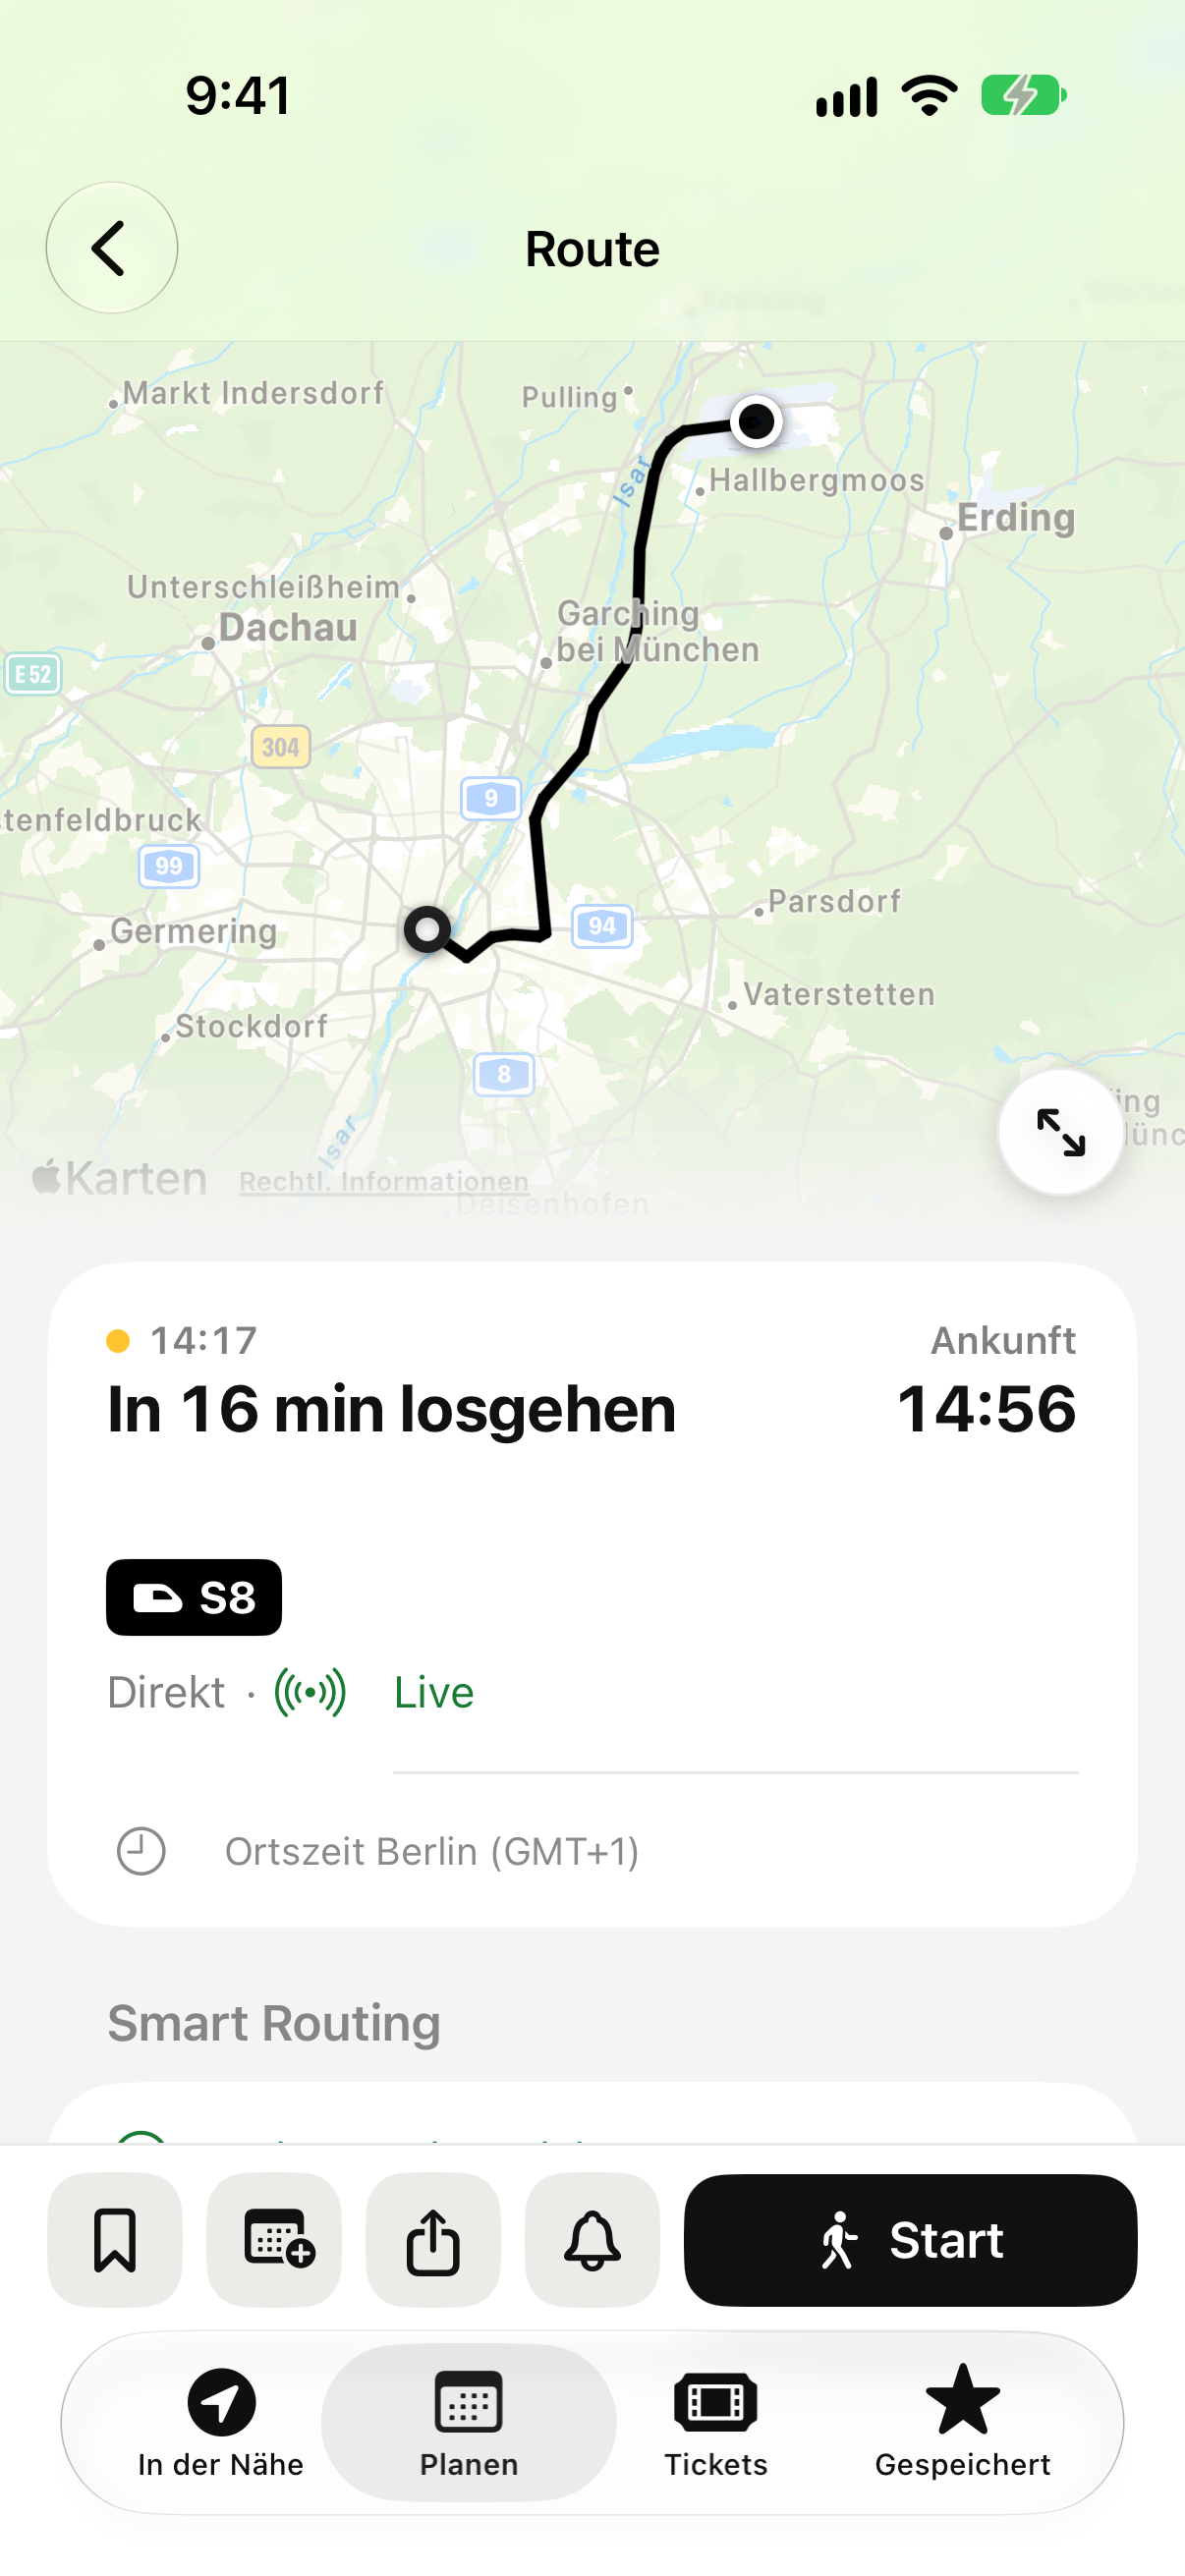 9:41
Route
Freising
Markt Indersdorf
Pulling
Isar
Hallbergmoos
Erding
Unterschleißheim
Dachau
Garching
bei München
E 52
304
9
tenfeldbruck
99
Parsdorf
Germering
94
Vaterstetten
Stockdorf
8
Isar
Karten
Rechtl. Informationen
Deisenhofen
14:17
Ankunft
In 16 min losgehen
14:56
S8
Direkt ·
Live
Ortszeit Berlin (GMT+1)
Smart Routing
Start
In der Nähe
Planen
Tickets
Gespeichert